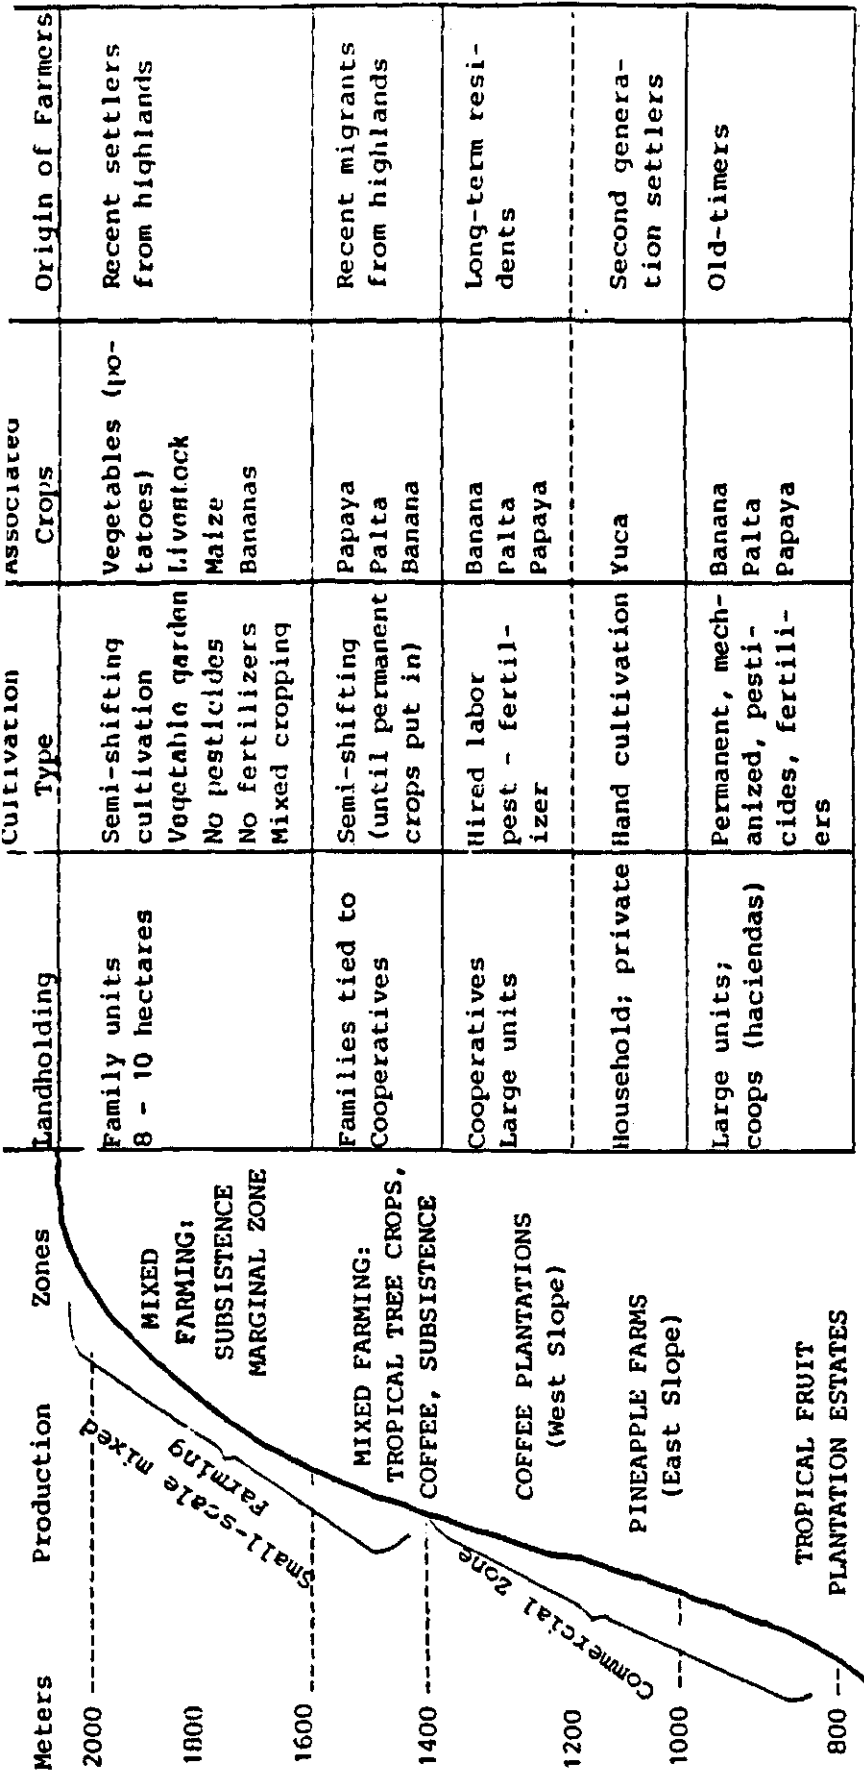 Meters Production Zones Landholding Cultivation Type Associated Crops Origin of Farmers
2000
1800
1600
1400
1200
1000
800
Small-scale mixed
Farming
Commercial Zone
MIXED
FARMING:
SUBSISTENCE
MARGINAL ZONE
Family units
8 - 10 hectares
Semi-shifting
cultivation
Vegetable garden
No pesticides
No fertilizers
Mixed cropping
Vegetables (po-
tatoes)
Livestock
Maize
Bananas
Recent settlers
from highlands
MIXED FARMING:
TROPICAL TREE CROPS,
COFFEE, SUBSISTENCE
Families tied to
Cooperatives
Semi-shifting
(until permanent
crops put in)
Papaya
Palta
Banana
Recent migrants
from highlands
COFFEE PLANTATIONS
(West Slope)
Cooperatives
Large units
Hired labor
pest - fertil-
izer
Banana
Palta
Papaya
Long-term resi-
dents
PINEAPPLE FARMS
(East Slope)
Household; private
Hand cultivation
Yuca
Second genera-
tion settlers
TROPICAL FRUIT
PLANTATION ESTATES
Large units;
coops (haciendas)
Permanent, mech-
anized, pesti-
cides, fertili-
ers
Banana
Palta
Papaya
Old-timers